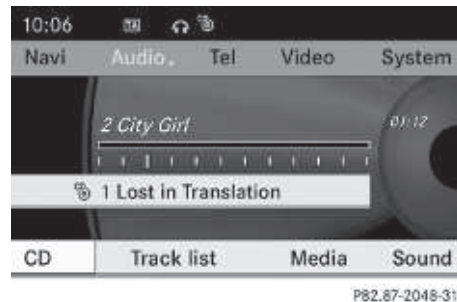 10:06
Navi Audio Tel Video System
2 City Girl 01:12
1 Lost in Translation
CD Track list Media Sound
P82.87-2048-31